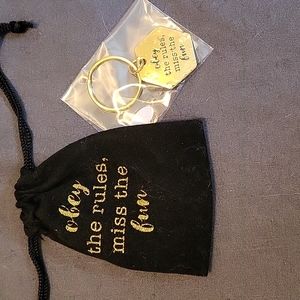 obey
the rules,
miss the
fun
obey
the rules,
miss the
fun